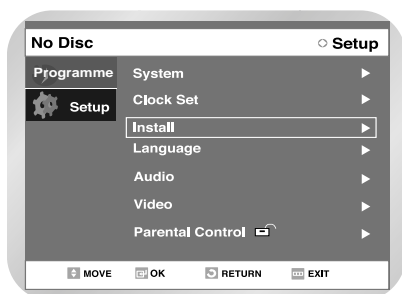 No Disc Setup
Programme System
Setup Clock Set
Install
Language
Audio
Video
Parental Control
MOVE OK RETURN EXIT